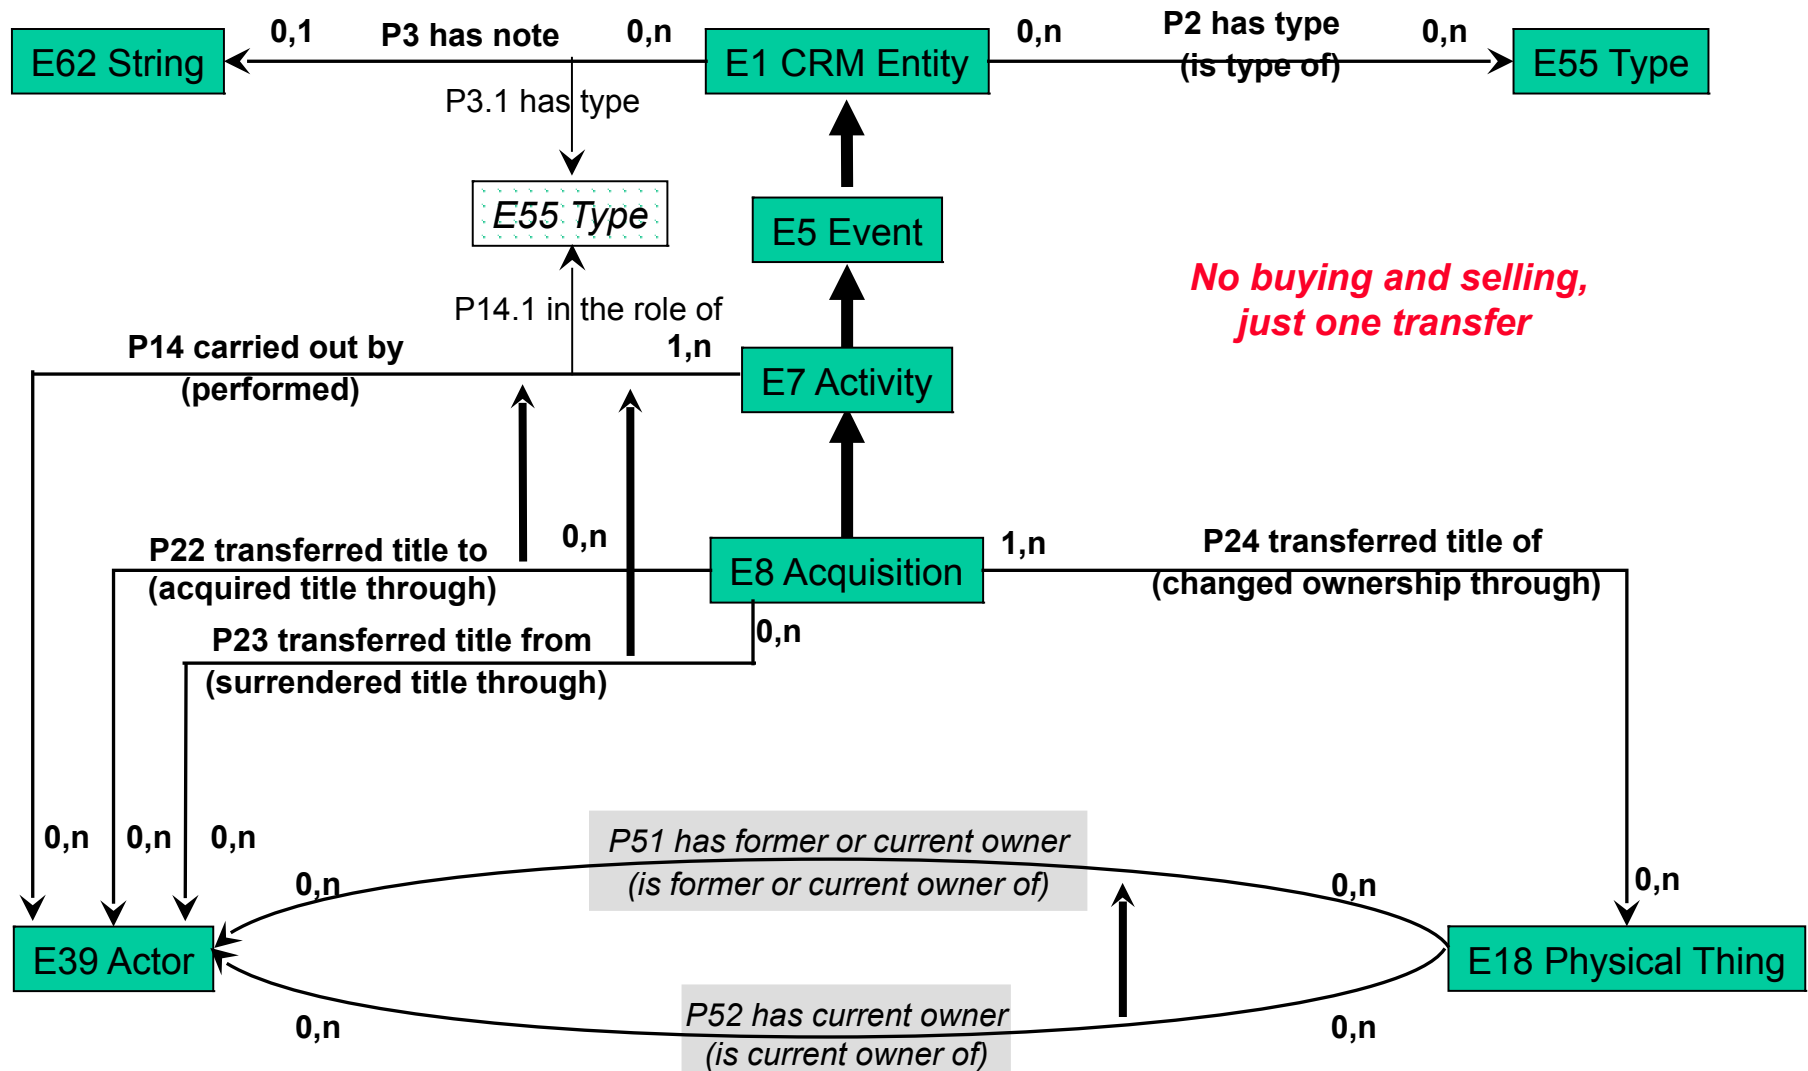 0,1
P3 has note
0,n
0,n
P2 has type
0,n
(is type of)
E62 String
E1 CRM Entity
E55 Type
P3.1 has type
E55 Type
E5 Event
No buying and selling,
just one transfer
P14.1 in the role of
P14 carried out by
(performed)
1,n
E7 Activity
P22 transferred title to
(acquired title through)
0,n
E8 Acquisition
1,n
P24 transferred title of
(changed ownership through)
P23 transferred title from
(surrendered title through)
0,n
0,n
0,n
0,n
P51 has former or current owner
(is former or current owner of)
0,n
0,n
0,n
E39 Actor
E18 Physical Thing
0,n
P52 has current owner
(is current owner of)
0,n